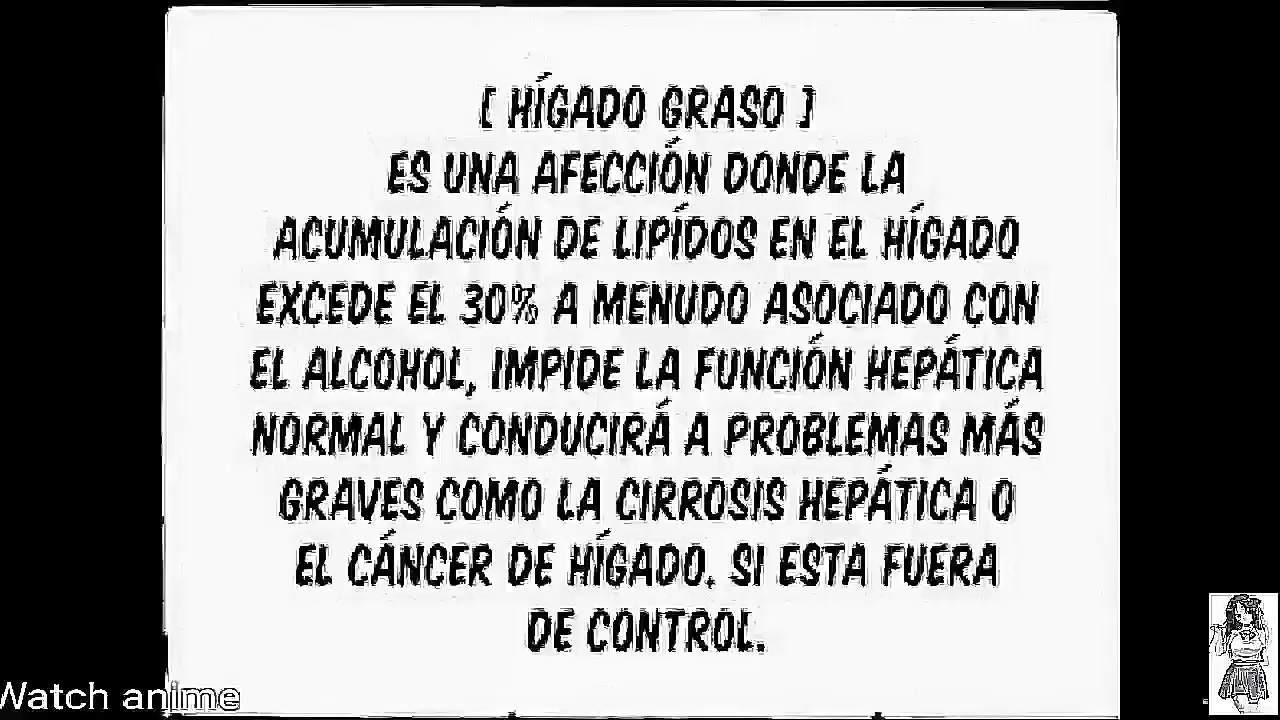 [ HÍGADO GRASO ]
ES UNA AFECCIÓN DONDE LA
ACUMULACIÓN DE LIPÍDOS EN EL HÍGADO
EXCEDE EL 30% A MENUDO ASOCIADO CON
EL ALCOHOL, IMPIDE LA FUNCIÓN HEPÁTICA
NORMAL Y CONDUCIRÁ A PROBLEMAS MÁS
GRAVES COMO LA CIRROSIS HEPÁTICA O
EL CÁNCER DE HÍGADO. SI ESTA FUERA
DE CONTROL.
Watch anime